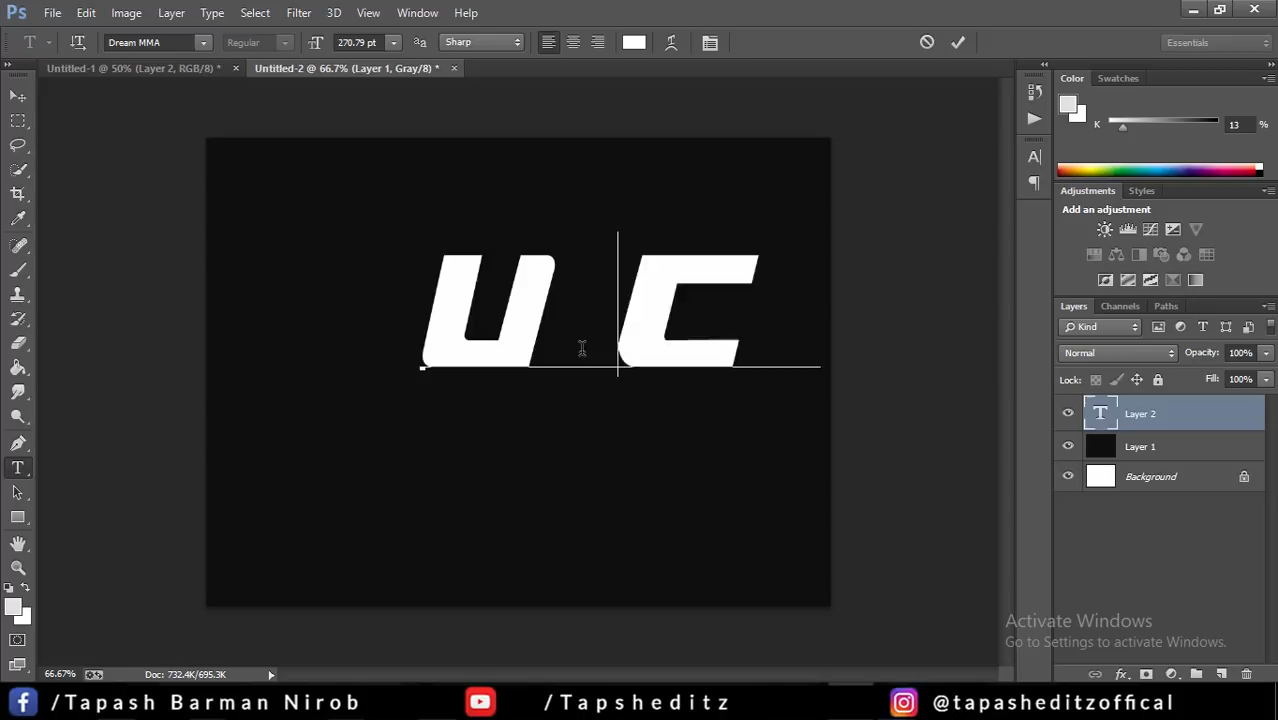 Ps File Edit Image Layer Type Select Filter 3D View Window Help
T Dream MMA Regular 270.79 pt aa Sharp Essentials
Untitled-1 @ 50% (Layer 2, RGB/8) * × Untitled-2 @ 66.7% (Layer 1, Gray/8) * ×
Color Swatches
K 13 %
Adjustments Styles
Add an adjustment
UC
Layers Channels Paths
Kind
Normal Opacity: 100%
Lock: Fill: 100%
T Layer 2
Layer 1
Background
Activate Windows
Go to Settings to activate Windows.
66.67% Doc: 732.4K/695.3K
/Tapash Barman Nirob /Tapsheditz @tapasheditzoffical